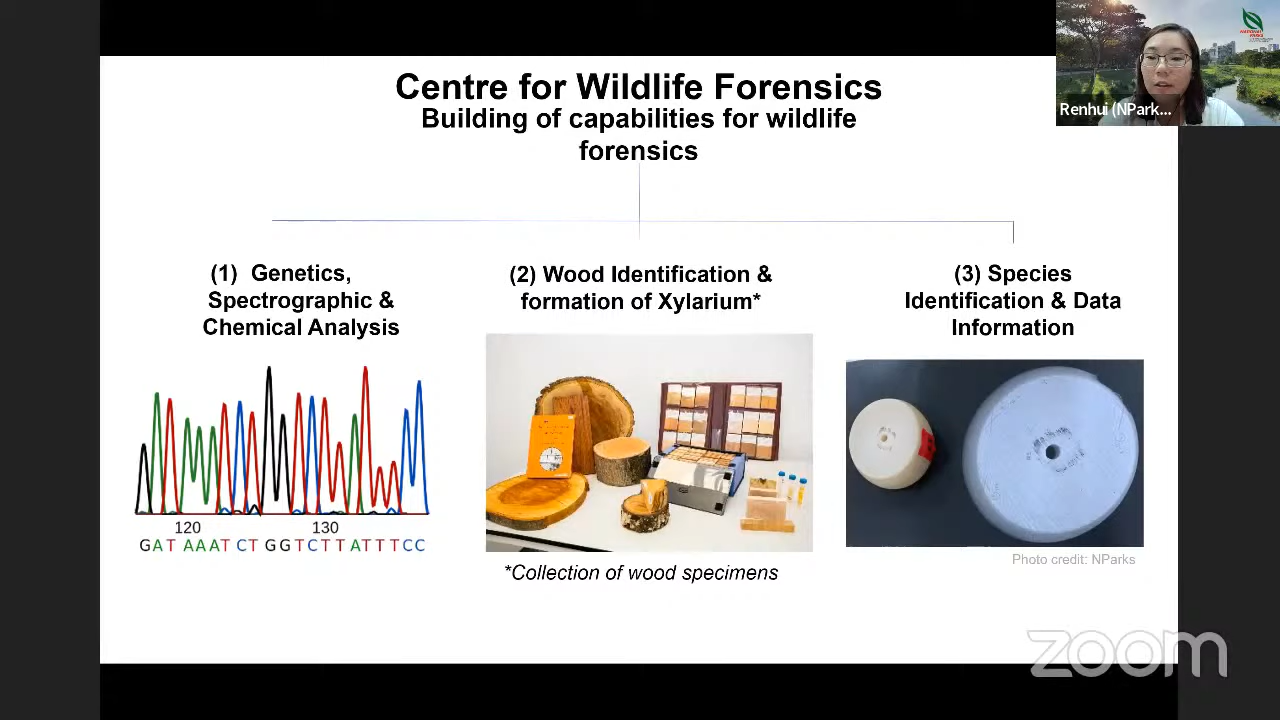 Centre for Wildlife Forensics
Building of capabilities for wildlife
forensics
Renhui (NPark...
(1) Genetics,
Spectrographic &
Chemical Analysis
(2) Wood Identification &
formation of Xylarium*
(3) Species
Identification & Data
Information
120 130
GAT AAATCT GGTCTTATTTCC
*Collection of wood specimens
Photo credit: NParks
zoom